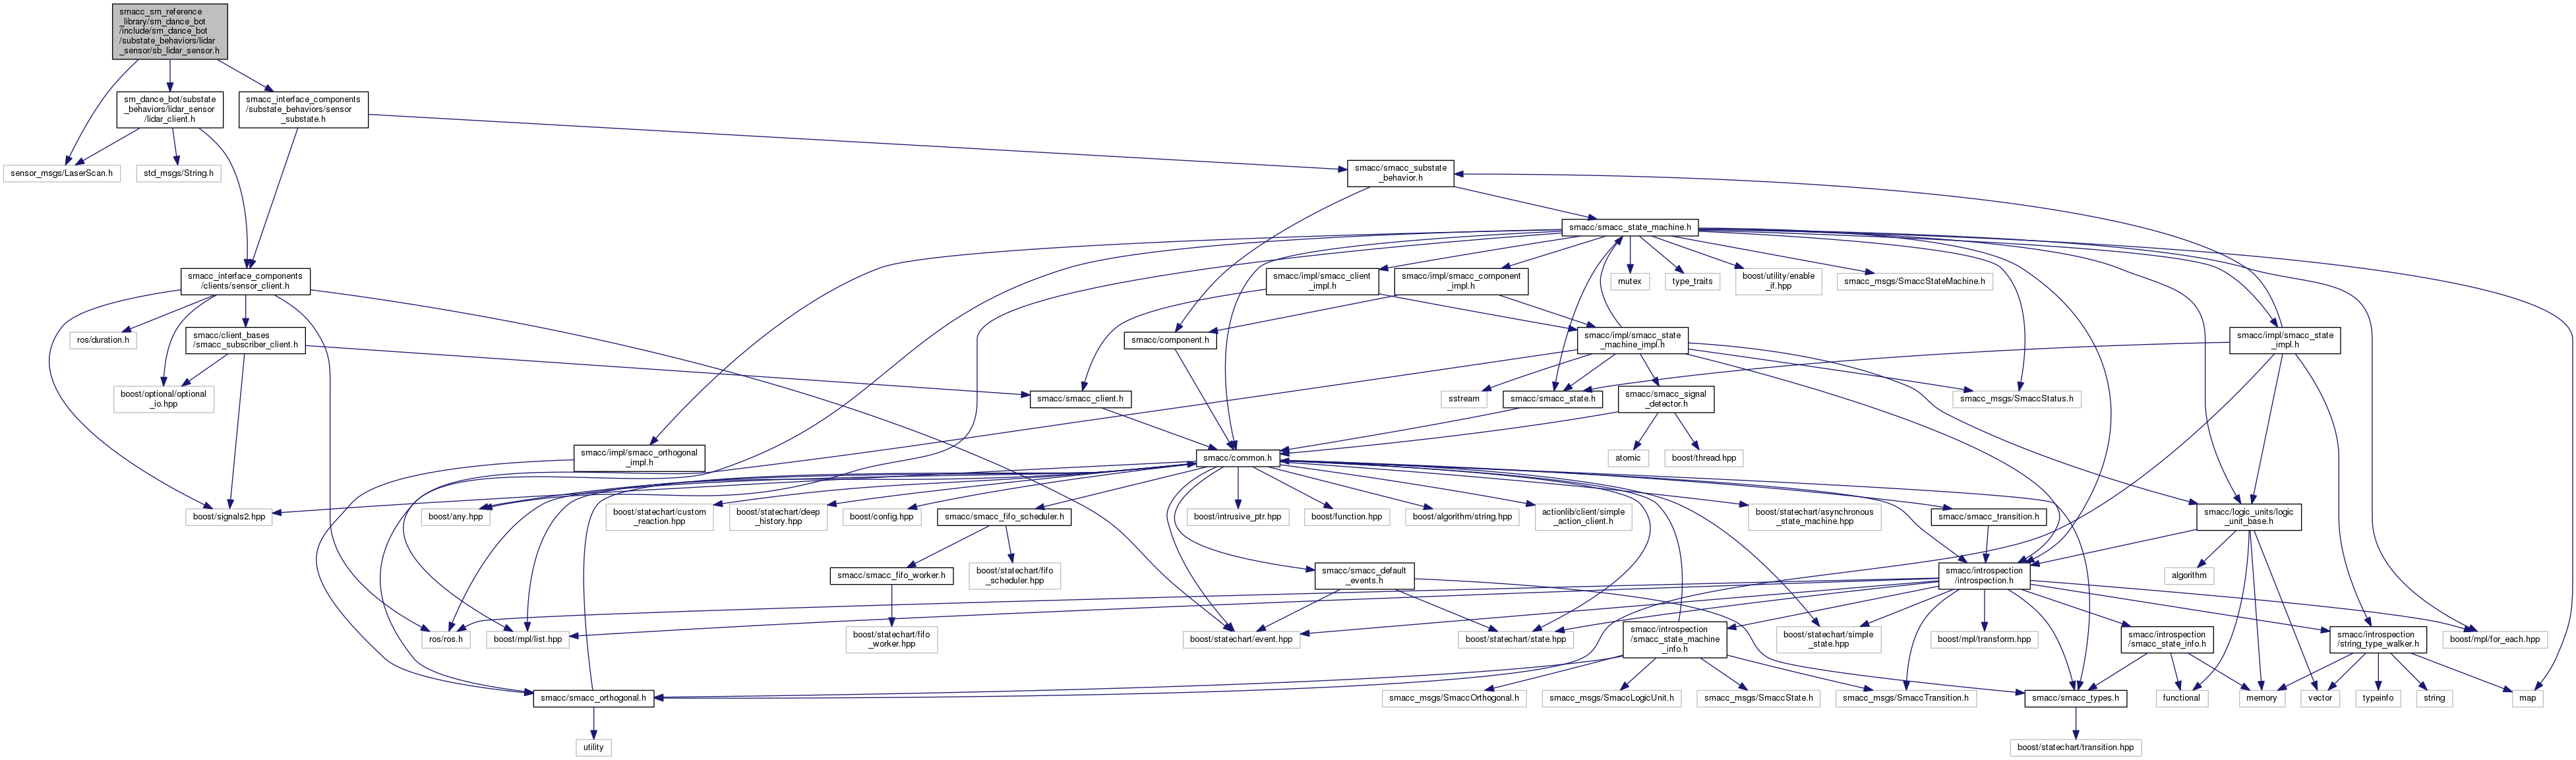 smacc_sm_reference
_library/sm_dance_bot
/include/sm_dance_bot
/substate_behaviors/lidar
_sensor/sb_lidar_sensor.h
sm_dance_bot/substate
_behaviors/lidar_sensor
/lidar_client.h
smacc_interface_components
/substate_behaviors/sensor
_substate.h
sensor_msgs/LaserScan.h
std_msgs/String.h
smacc/smacc_substate
_behavior.h
smacc/smacc_state_machine.h
smacc_interface_components
/clients/sensor_client.h
smacc/impl/smacc_client
_impl.h
smacc/impl/smacc_component
_impl.h
mutex
type_traits
boost/utility/enable
_if.hpp
smacc_msgs/SmaccStateMachine.h
ros/duration.h
smacc/client_bases
/smacc_subscriber_client.h
smacc/component.h
smacc/impl/smacc_state
_machine_impl.h
smacc/impl/smacc_state
_impl.h
boost/optional/optional
_io.hpp
smacc/smacc_client.h
sstream
smacc/smacc_state.h
smacc/smacc_signal
_detector.h
smacc_msgs/SmaccStatus.h
smacc/impl/smacc_orthogonal
_impl.h
smacc/common.h
atomic
boost/thread.hpp
boost/signals2.hpp
boost/any.hpp
boost/statechart/custom
_reaction.hpp
boost/statechart/deep
_history.hpp
boost/config.hpp
smacc/smacc_fifo_scheduler.h
boost/intrusive_ptr.hpp
boost/function.hpp
boost/algorithm/string.hpp
actionlib/client/simple
_action_client.h
boost/statechart/asynchronous
_state_machine.hpp
smacc/smacc_transition.h
smacc/logic_units/logic
_unit_base.h
smacc/smacc_fifo_worker.h
boost/statechart/fifo
_scheduler.hpp
smacc/smacc_default
_events.h
smacc/introspection
/introspection.h
algorithm
ros/ros.h
boost/mpl/list.hpp
boost/statechart/fifo
_worker.hpp
boost/statechart/event.hpp
boost/statechart/state.hpp
smacc/introspection
/smacc_state_machine
_info.h
boost/statechart/simple
_state.hpp
boost/mpl/transform.hpp
smacc/introspection
/smacc_state_info.h
smacc/introspection
/string_type_walker.h
boost/mpl/for_each.hpp
smacc/smacc_orthogonal.h
smacc_msgs/SmaccOrthogonal.h
smacc_msgs/SmaccLogicUnit.h
smacc_msgs/SmaccState.h
smacc_msgs/SmaccTransition.h
smacc/smacc_types.h
functional
memory
vector
typeinfo
string
map
utility
boost/statechart/transition.hpp